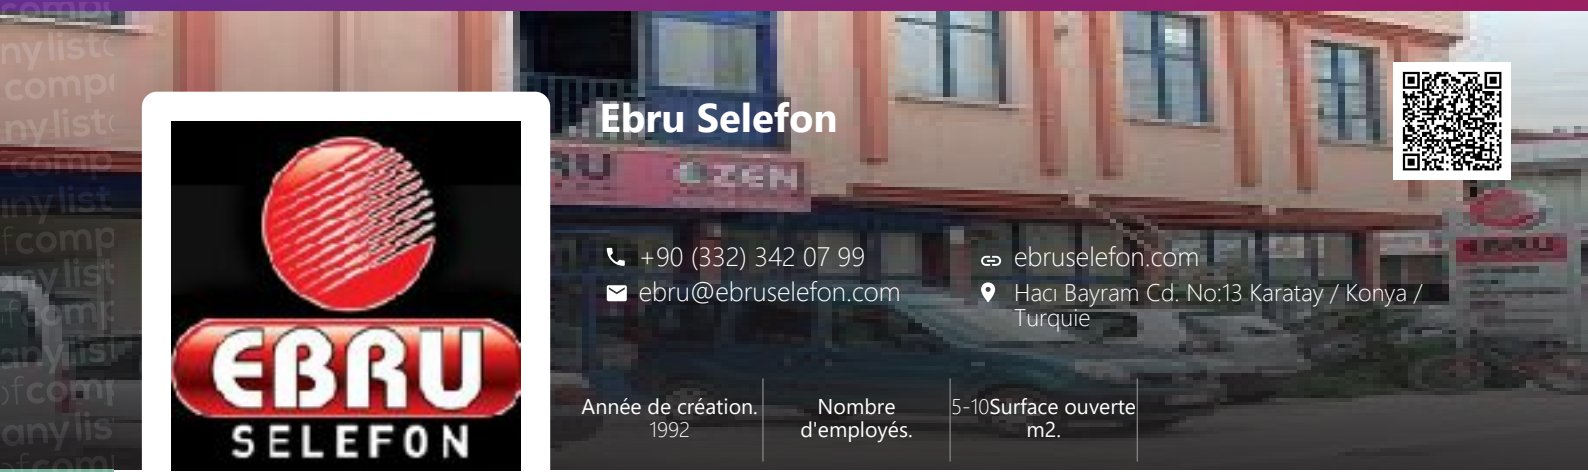 Ebru Selefon
+90 (332) 342 07 99
ebru@ebruselefon.com
ebruselefon.com
Hacı Bayram Cd. No:13 Karatay / Konya /
Turquie
EBRU
SELEFON
ZEN
Année de création.
1992
Nombre
d'employés.
5-10Surface ouverte
m2.